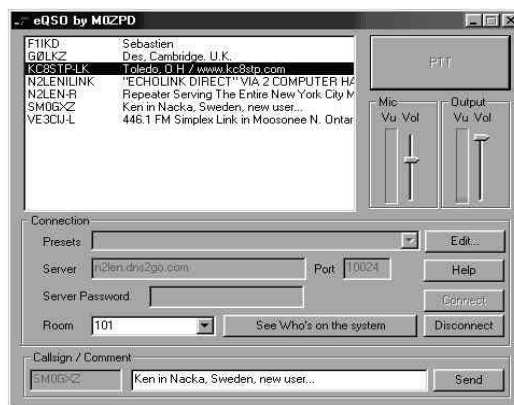 eQSO by M0ZPD
F1IKD Sebastien
GØLKZ Des, Cambridge. U.K.
KC8STP-LK Toledo, O H / www.kc8stp.com
N2LENILINK "ECHOLINK DIRECT" VIA 2 COMPUTER HA
N2LEN-R Repeater Serving The Entire New York City M
SM0GXZ Ken in Nacka, Sweden, new user...
VE3CIJ-L 446.1 FM Simplex Link in Moosonee N. Ontar
PTT
Mic Output
Vu Vol Vu Vol
Connection
Presets Edit...
Server n2len.dns2go.com Port 10024 Help
Server Password Connect
Room 101 See Who's on the system Disconnect
Callsign / Comment
SM0GXZ Ken in Nacka, Sweden, new user... Send